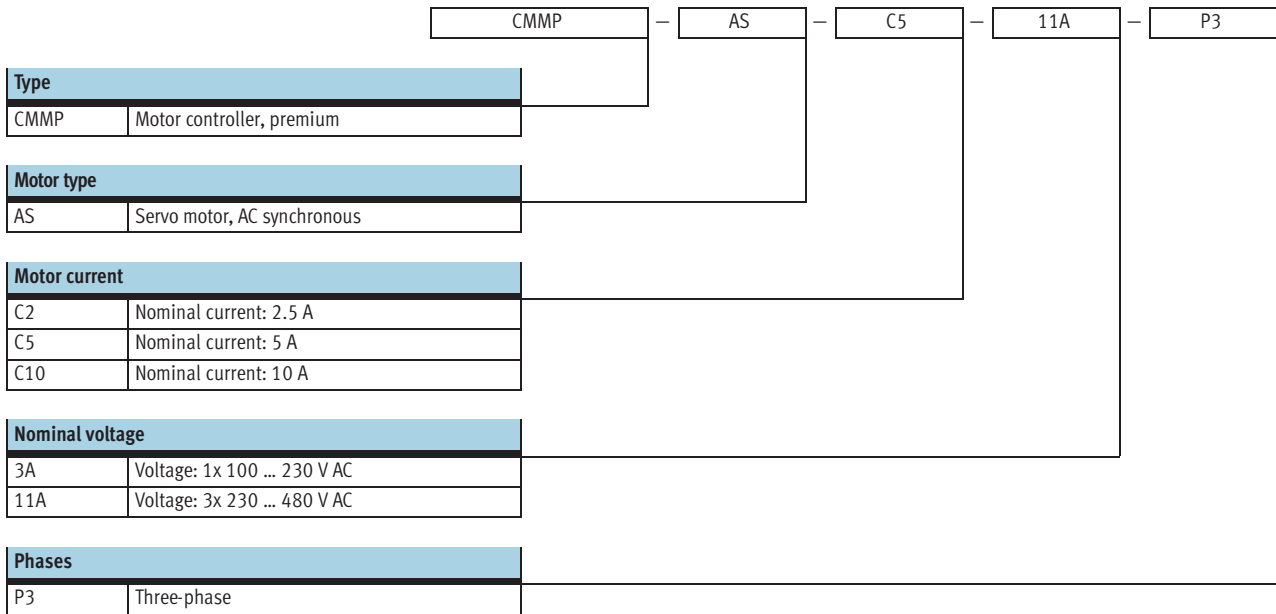 CMMP – AS – C5 – 11A – P3
Type
CMMP Motor controller, premium
Motor type
AS Servo motor, AC synchronous
Motor current
C2 Nominal current: 2.5 A
C5 Nominal current: 5 A
C10 Nominal current: 10 A
Nominal voltage
3A Voltage: 1x 100 ... 230 V AC
11A Voltage: 3x 230 ... 480 V AC
Phases
P3 Three-phase